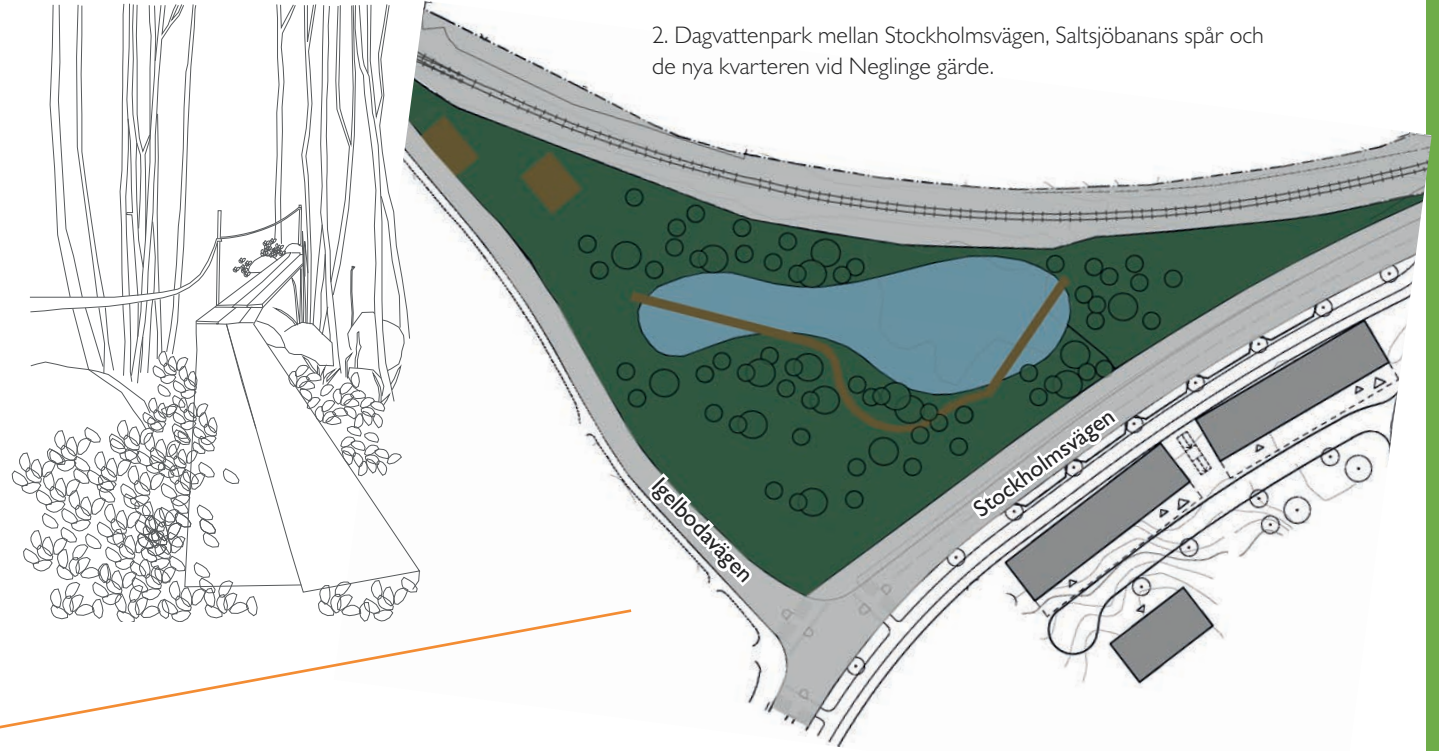 2. Dagvattenpark mellan Stockholmsvägen, Saltsjöbanans spår och
de nya kvarteren vid Neglinge gärde.
Igelbodavägen
Stockholmsvägen